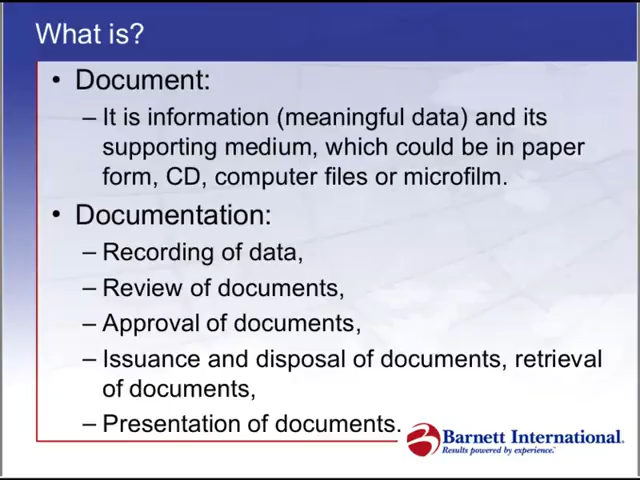 What is?
• Document:
– It is information (meaningful data) and its
supporting medium, which could be in paper
form, CD, computer files or microfilm.
• Documentation:
– Recording of data,
– Review of documents,
– Approval of documents,
– Issuance and disposal of documents, retrieval
of documents,
– Presentation of documents.
Barnett International.
Results powered by experience.™